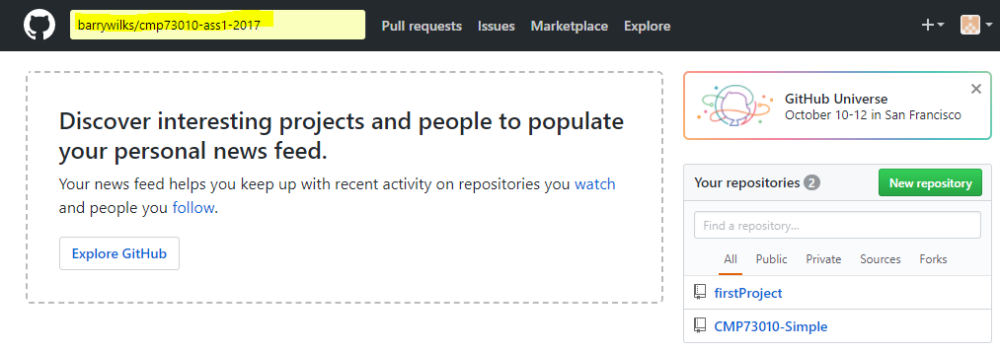 barrywilks/cmp73010-ass1-2017
Pull requests Issues Marketplace Explore
Discover interesting projects and people to populate
your personal news feed.
Your news feed helps you keep up with recent activity on repositories you watch
and people you follow.
Explore GitHub
GitHub Universe
October 10-12 in San Francisco
Your repositories 2
New repository
Find a repository...
All Public Private Sources Forks
firstProject
CMP73010-Simple